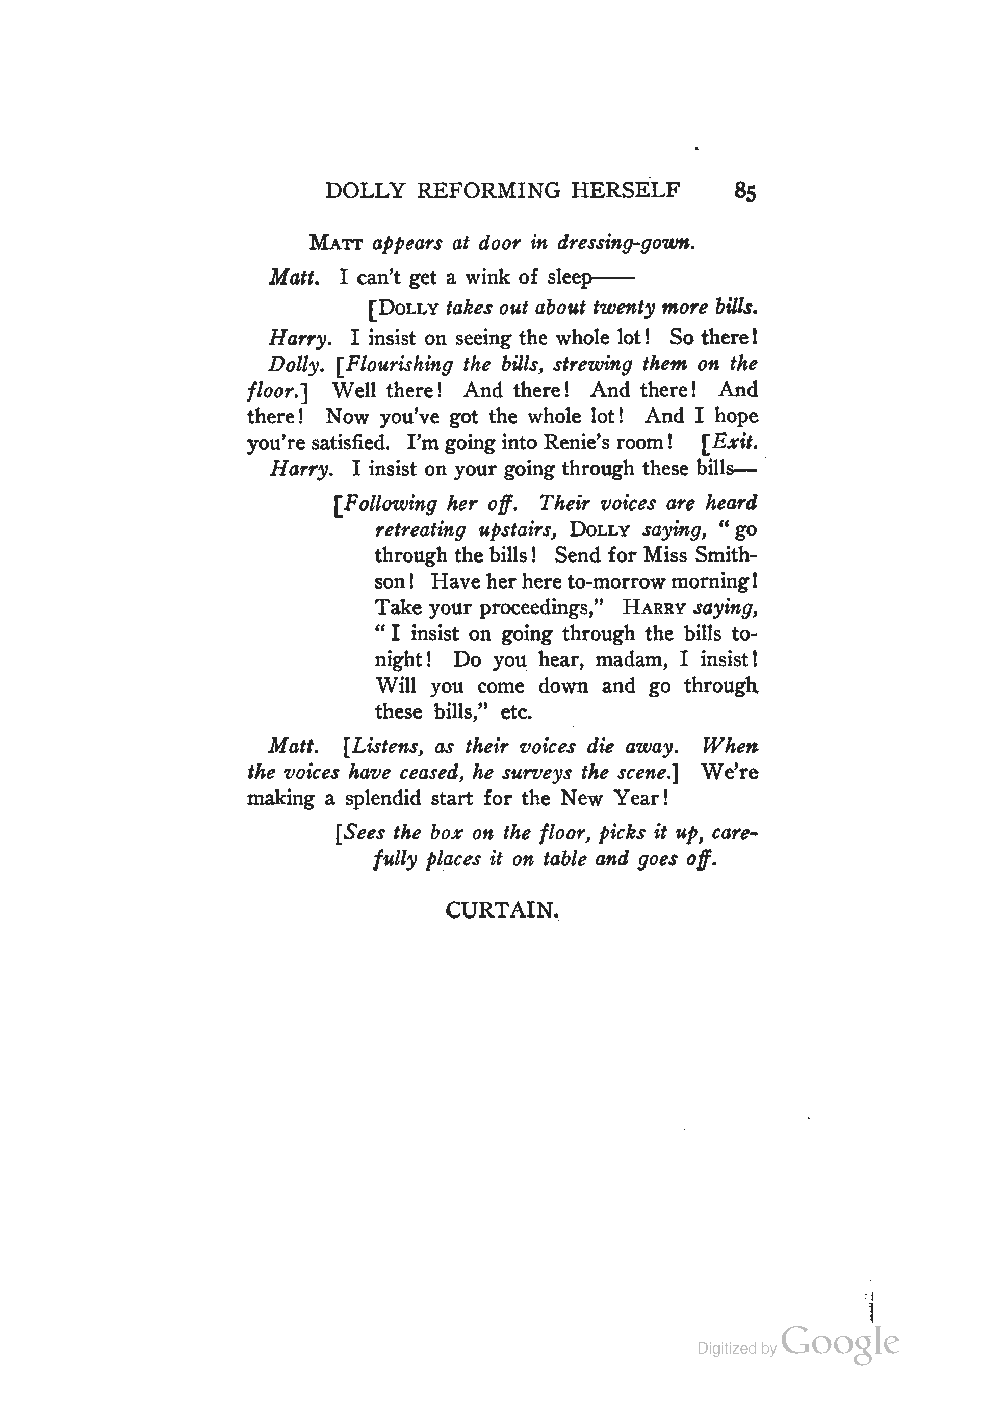 DOLLY REFORMING HERSELF 85
MATT appears at door in dressing-gown.
Matt. I can't get a wink of sleep——
[DOLLY takes out about twenty more bills.
Harry. I insist on seeing the whole lot! So there!
Dolly. [Flourishing the bills, strewing them on the
floor.] Well there! And there! And there! And
there! Now you've got the whole lot! And I hope
you're satisfied. I'm going into Renie's room! [Exit.
Harry. I insist on your going through these bills—
[Following her off. Their voices are heard
retreating upstairs, DOLLY saying, "go
through the bills! Send for Miss Smith-
son! Have her here to-morrow morning!
Take your proceedings," HARRY saying,
"I insist on going through the bills to-
night! Do you hear, madam, I insist!
Will you come down and go through
these bills," etc.
Matt. [Listens, as their voices die away. When
the voices have ceased, he surveys the scene.] We're
making a splendid start for the New Year!
[Sees the box on the floor, picks it up, care-
fully places it on table and goes off.
CURTAIN.
Digitized by Google